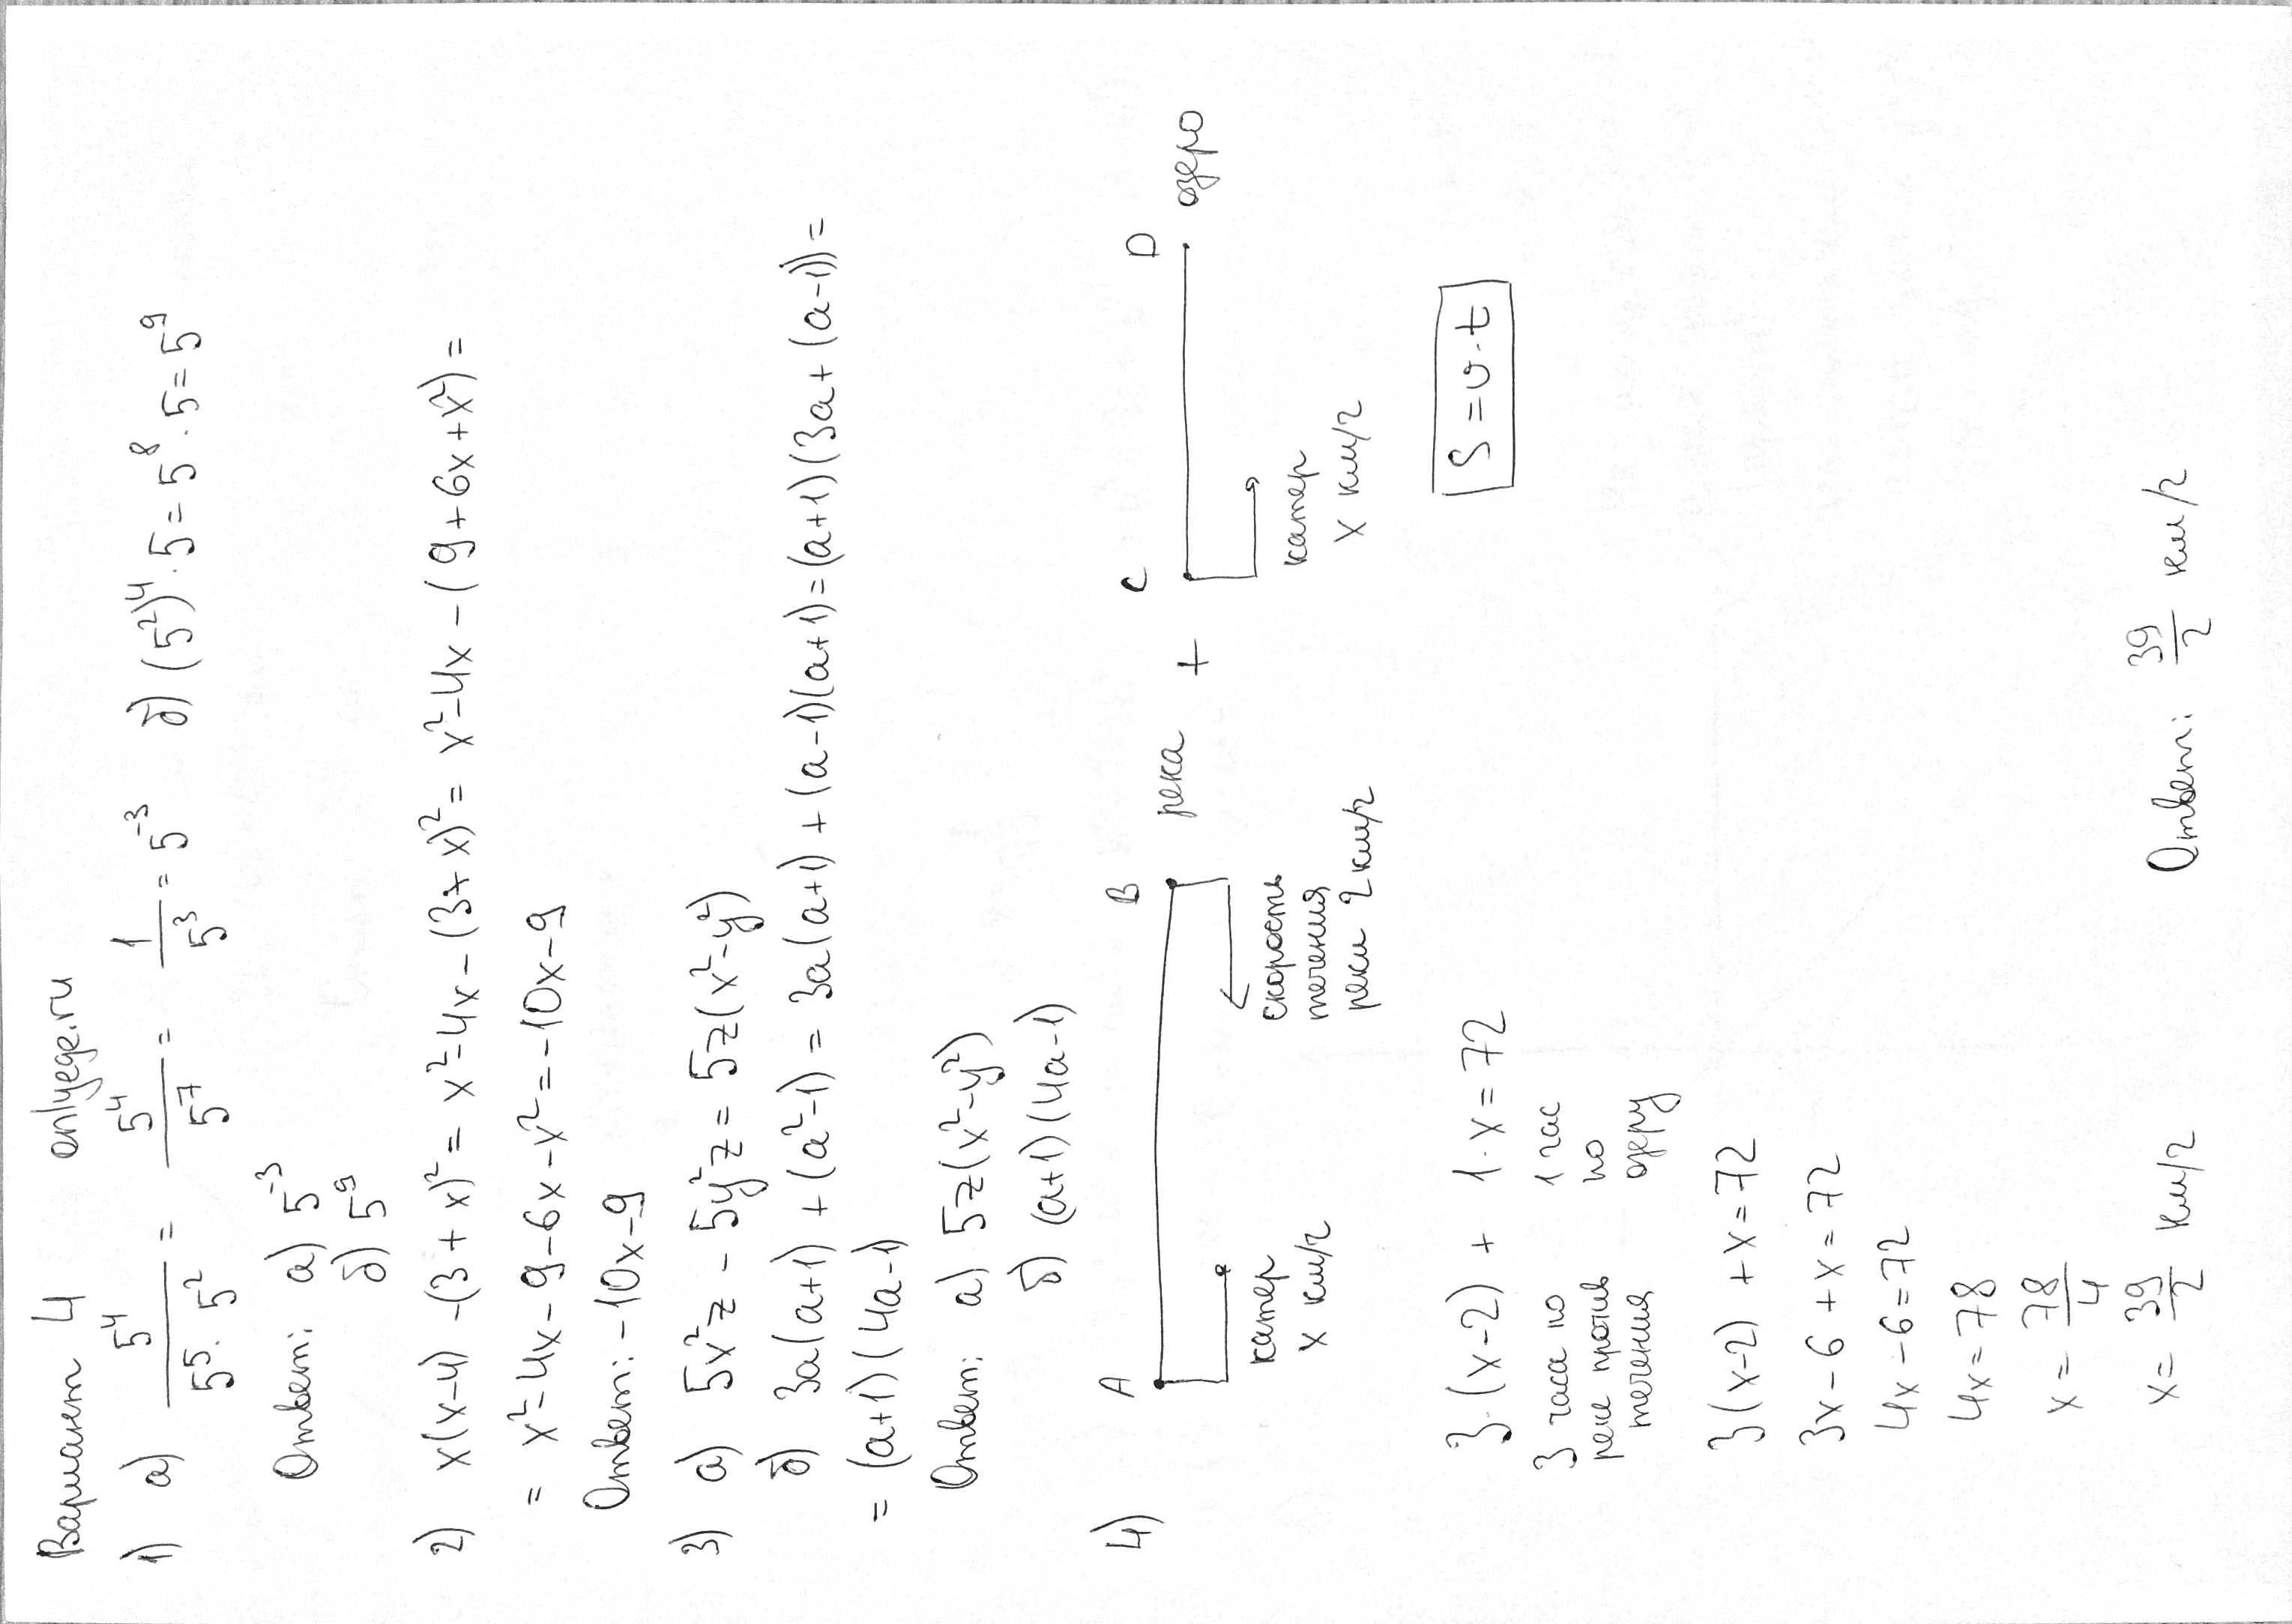 Вариант 4 onlyege.ru
1) а) 5⁴/(5⁵·5²) = 5⁴/5⁷ = 1/5³ = 5⁻³ б) (5²)⁴·5 = 5⁸·5 = 5⁹
Ответ: а) 5⁻³
б) 5⁹
2) x(x-4) -(3+x)² = x²-4x-(3+x)² = x²-4x-(9+6x+x²) =
= x²-4x-9-6x-x² = -10x-9
Ответ: -10x-9
3) а) 5x²z - 5y²z = 5z(x²-y²)
б) 3a(a+1) + (a²-1) = 3a(a+1) + (a-1)(a+1) = (a+1)(3a+(a-1)) =
= (a+1)(4a-1)
Ответ: а) 5z(x²-y²)
б) (a+1)(4a-1)
4) A B река + C D озеро
катер
x км/ч
скорость
течения
реки 2 км/ч
катер
x км/ч
S = v·t
3·(x-2) + 1·x = 72
3 часа по
реке против
течения
1 час
по
озеру
3(x-2) + x = 72
3x-6+x = 72
4x-6 = 72
4x = 78
x = 78/4
x = 39/2 км/ч
Ответ: 39/2 км/ч